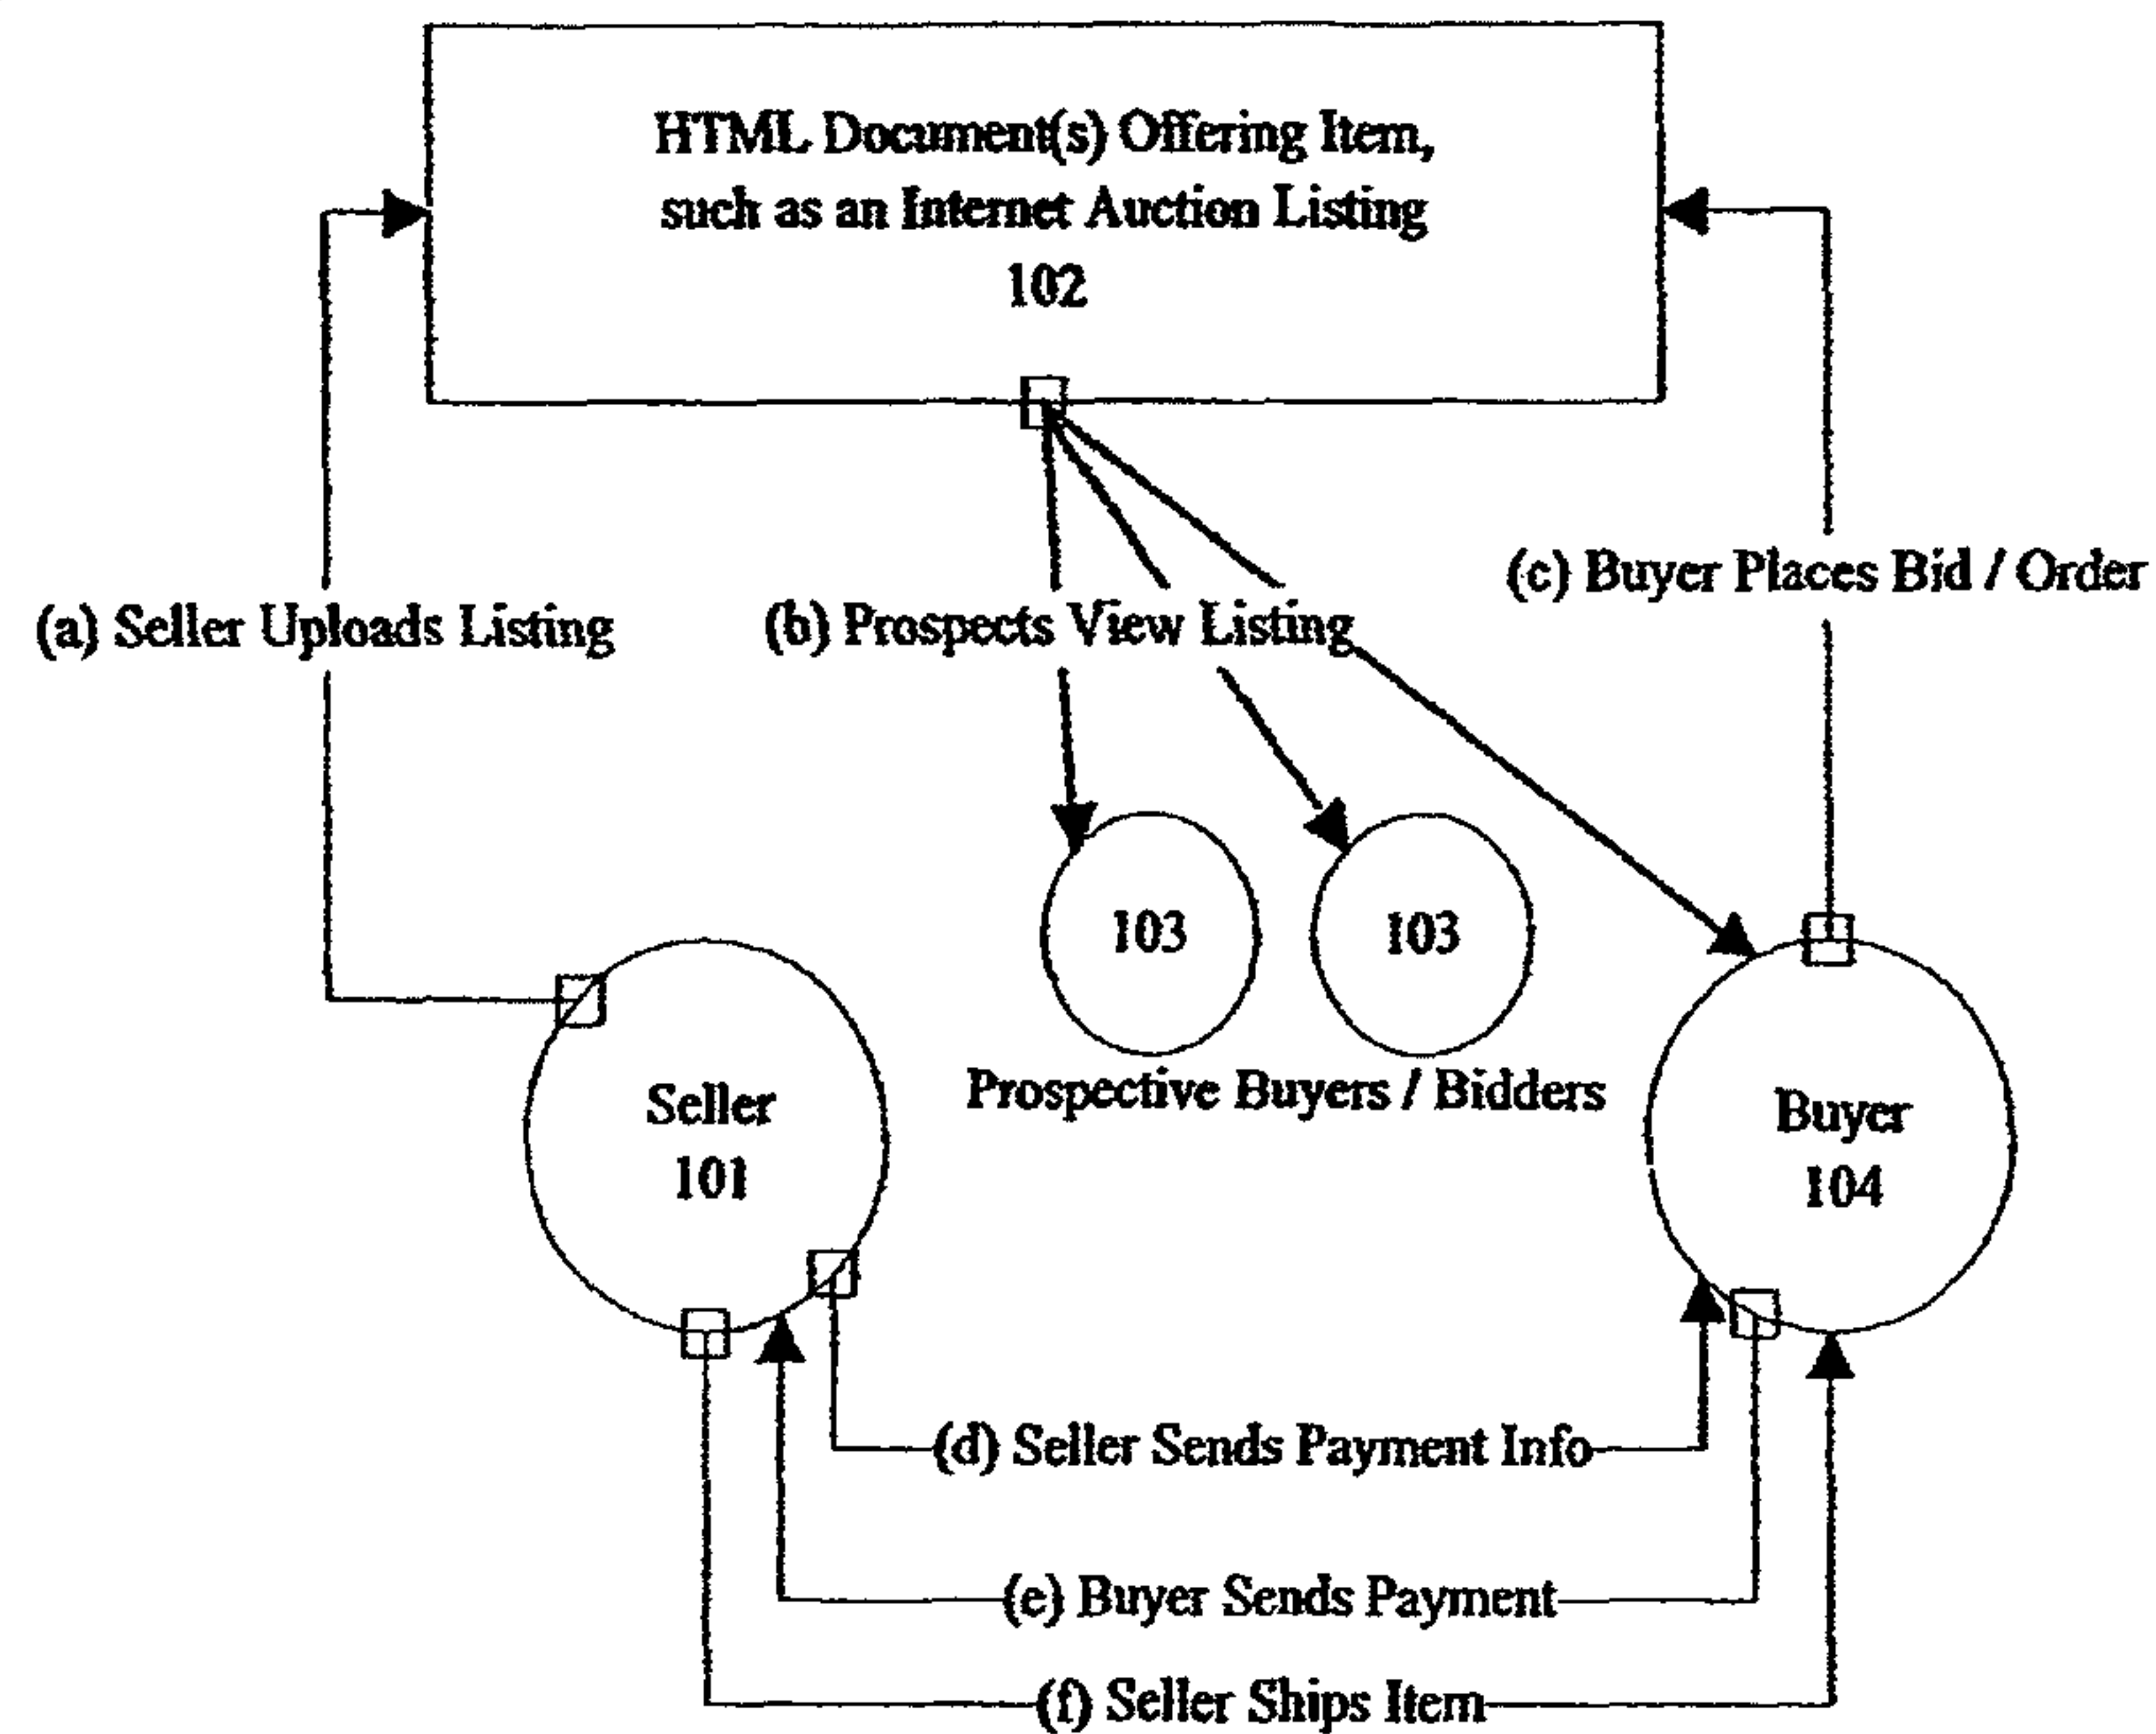 HTML Document(s) Offering Item,
such as an Internet Auction Listing
102
(c) Buyer Places Bid / Order
(a) Seller Uploads Listing
(b) Prospects View Listing
103
103
Prospective Buyers / Bidders
Seller
101
Buyer
104
(d) Seller Sends Payment Info
(e) Buyer Sends Payment
(f) Seller Ships Item